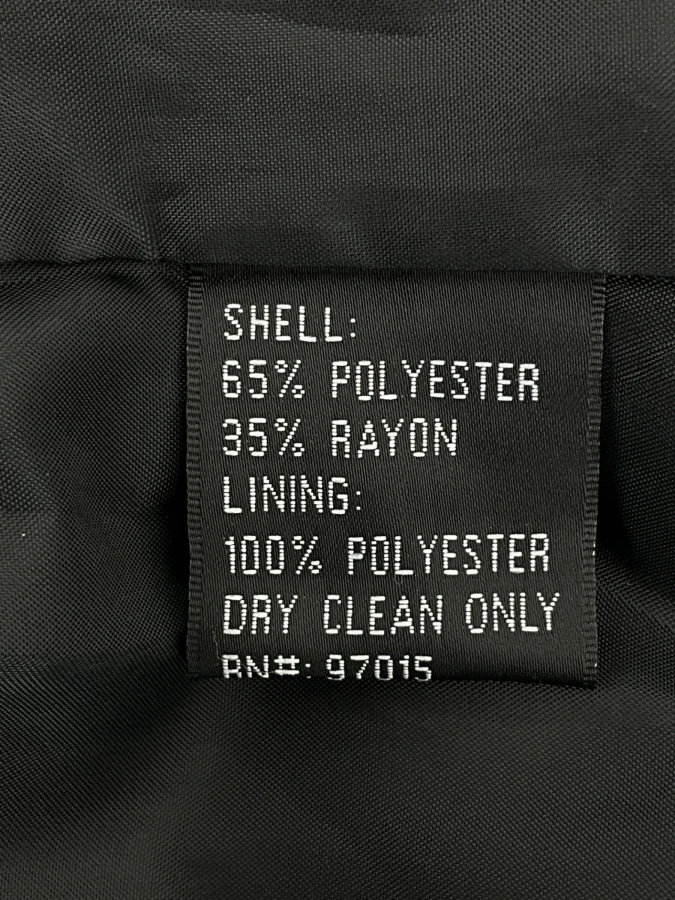 SHELL:
65% POLYESTER
35% RAYON
LINING:
100% POLYESTER
DRY CLEAN ONLY
RN#: 97015